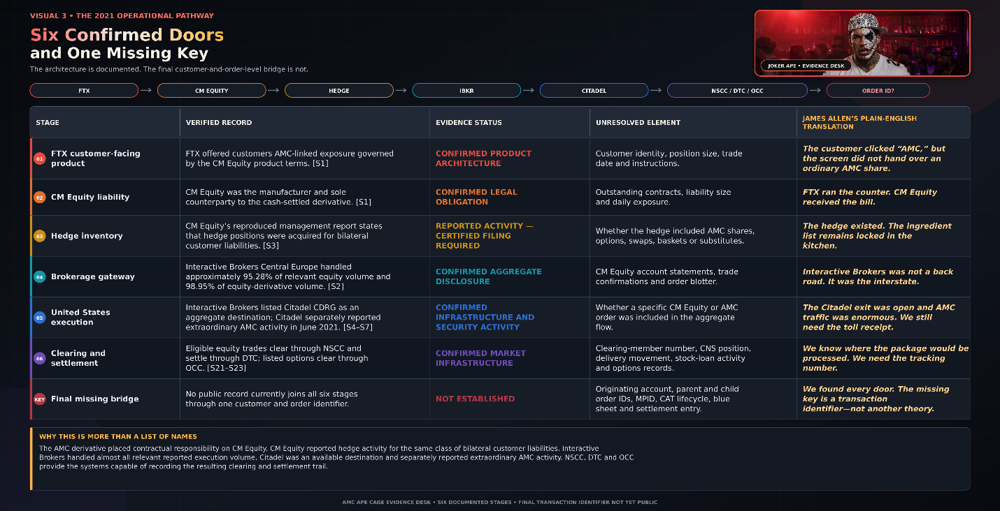 VISUAL 3 • THE 2021 OPERATIONAL PATHWAY
Six Confirmed Doors
and One Missing Key
The architecture is documented. The final customer-and-order-level bridge is not.
JOKER APE • EVIDENCE DESK
FTX → CM EQUITY → HEDGE → IBKR → CITADEL → NSCC / DTC / OCC → ORDER ID?
STAGE
VERIFIED RECORD
EVIDENCE STATUS
UNRESOLVED ELEMENT
JAMES ALLEN’S PLAIN-ENGLISH
TRANSLATION
01
FTX customer-facing
product
FTX offered customers AMC-linked exposure governed
by the CM Equity product terms. [S1]
CONFIRMED PRODUCT
ARCHITECTURE
Customer identity, position size, trade
date and instructions.
The customer clicked “AMC,” but
the screen did not hand over an
ordinary AMC share.
02
CM Equity liability
CM Equity was the manufacturer and sole
counterparty to the cash-settled derivative. [S1]
CONFIRMED LEGAL
OBLIGATION
Outstanding contracts, liability size
and daily exposure.
FTX ran the counter. CM Equity
received the bill.
03
Hedge inventory
CM Equity’s reproduced management report states
that hedge positions were acquired for bilateral
customer liabilities. [S3]
REPORTED ACTIVITY —
CERTIFIED FILING
REQUIRED
Whether the hedge included AMC shares,
options, swaps, baskets or substitutes.
The hedge existed. The ingredient
list remains locked in the
kitchen.
04
Brokerage gateway
Interactive Brokers Central Europe handled
approximately 95.28% of relevant equity volume and
98.95% of equity-derivative volume. [S2]
CONFIRMED AGGREGATE
DISCLOSURE
CM Equity account statements, trade
confirmations and order blotter.
Interactive Brokers was not a back
road. It was the interstate.
05
United States
execution
Interactive Brokers listed Citadel CDRG as an
aggregate destination; Citadel separately reported
extraordinary AMC activity in June 2021. [S4–S7]
CONFIRMED
INFRASTRUCTURE AND
SECURITY ACTIVITY
Whether a specific CM Equity or AMC
order was included in the aggregate
flow.
The Citadel exit was open and AMC
traffic was enormous. We still
need the toll receipt.
06
Clearing and
settlement
Eligible equity trades clear through NSCC and
settle through DTC; listed options clear through
OCC. [S21–S23]
CONFIRMED MARKET
INFRASTRUCTURE
Clearing-member number, CNS position,
delivery movement, stock-loan activity
and options records.
We know where the package would be
processed. We need the tracking
number.
KEY
Final missing bridge
No public record currently joins all six stages
through one customer and order identifier.
NOT ESTABLISHED
Originating account, parent and child
order IDs, MPID, CAT lifecycle, blue
sheet and settlement entry.
We found every door. The missing
key is a transaction
identifier—not another theory.
WHY THIS IS MORE THAN A LIST OF NAMES
The AMC derivative placed contractual responsibility on CM Equity. CM Equity reported hedge activity for the same class of bilateral customer liabilities. Interactive
Brokers handled almost all relevant reported execution volume. Citadel was an available destination and separately reported extraordinary AMC activity. NSCC, DTC and OCC
provide the systems capable of recording the resulting clearing and settlement trail.
AMC APE CAGE EVIDENCE DESK • SIX DOCUMENTED STAGES • FINAL TRANSACTION IDENTIFIER NOT YET PUBLIC